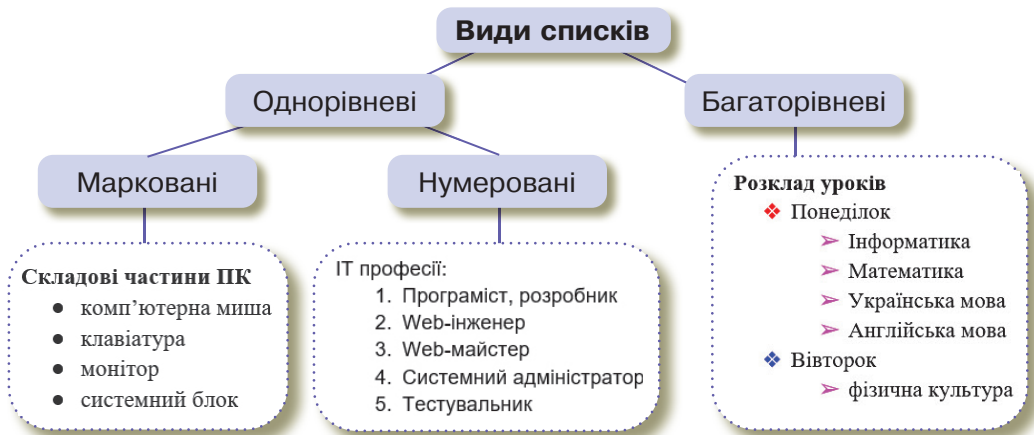 Види списків
Однорівневі
Багаторівневі
Марковані
Нумеровані
Складові частини ПК
● комп’ютерна миша
● клавіатура
● монітор
● системний блок
ІТ професії:
1. Програміст, розробник
2. Web-інженер
3. Web-майстер
4. Системний адміністратор
5. Тестувальник
Розклад уроків
❖ Понеділок
➢ Інформатика
➢ Математика
➢ Українська мова
➢ Англійська мова
❖ Вівторок
➢ фізична культура